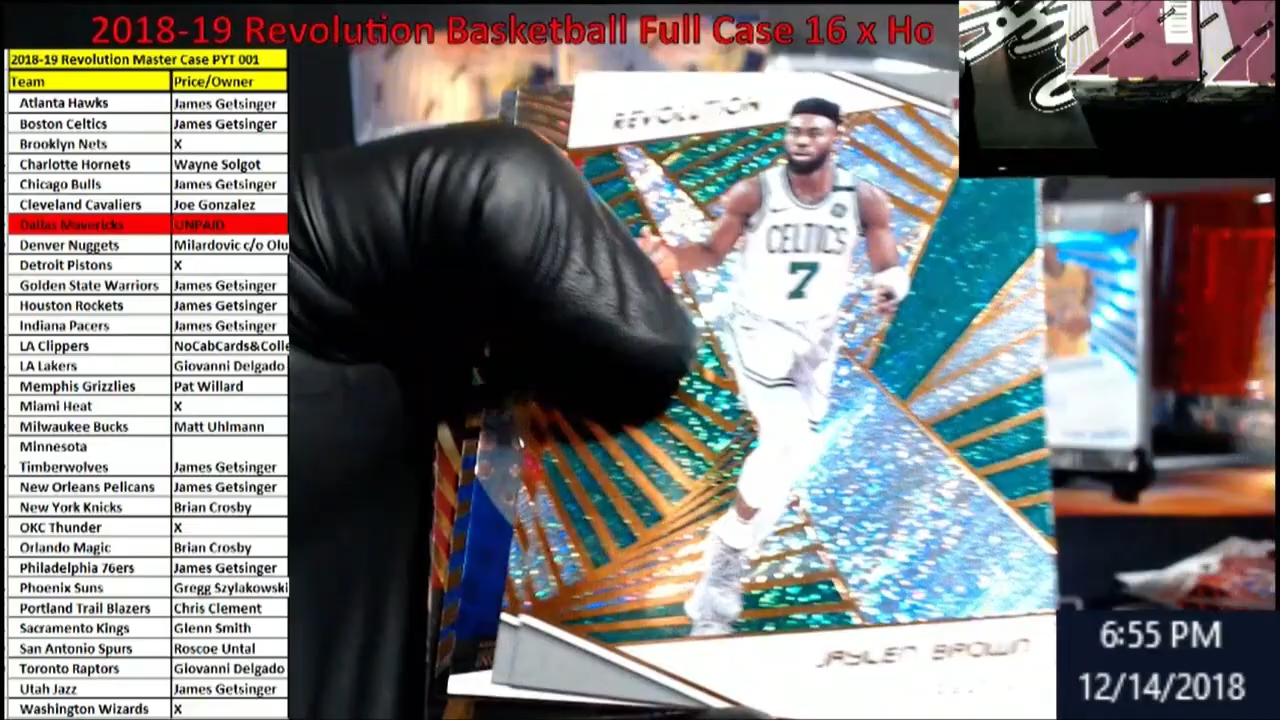 2018-19 Revolution Basketball Full Case 16 x Ho
2018-19 Revolution Master Case PYT 001
Team Price/Owner
Atlanta Hawks James Getsinger
Boston Celtics James Getsinger
Brooklyn Nets X
Charlotte Hornets Wayne Solgot
Chicago Bulls James Getsinger
Cleveland Cavaliers Joe Gonzalez
Dallas Mavericks UNPAID
Denver Nuggets Milardovic c/o Olu
Detroit Pistons X
Golden State Warriors James Getsinger
Houston Rockets James Getsinger
Indiana Pacers James Getsinger
LA Clippers NoCabCards&Colle
LA Lakers Giovanni Delgado
Memphis Grizzlies Pat Willard
Miami Heat X
Milwaukee Bucks Matt Uhlmann
Minnesota
Timberwolves James Getsinger
New Orleans Pelicans James Getsinger
New York Knicks Brian Crosby
OKC Thunder X
Orlando Magic Brian Crosby
Philadelphia 76ers James Getsinger
Phoenix Suns Gregg Szylakowski
Portland Trail Blazers Chris Clement
Sacramento Kings Glenn Smith
San Antonio Spurs Roscoe Untal
Toronto Raptors Giovanni Delgado
Utah Jazz James Getsinger
Washington Wizards X
REVOLUTION
CELTICS
7
JAYLEN BROWN
6:55 PM
12/14/2018